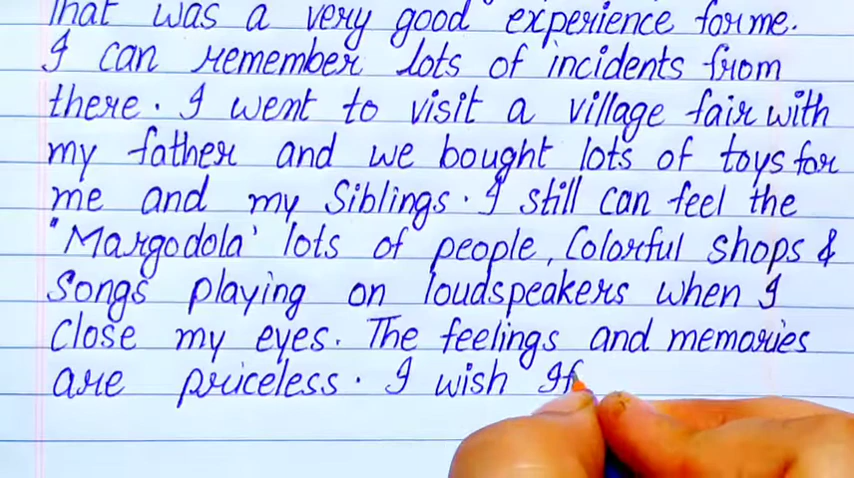 That was a very good experience for me.
I can remember lots of incidents from
there. I went to visit a village fair with
my father and we bought lots of toys for
me and my Siblings. I still can feel the
'Margodola' lots of people, Colorful shops &
Songs playing on loudspeakers when I
Close my eyes. The feelings and memories
are priceless. I wish If